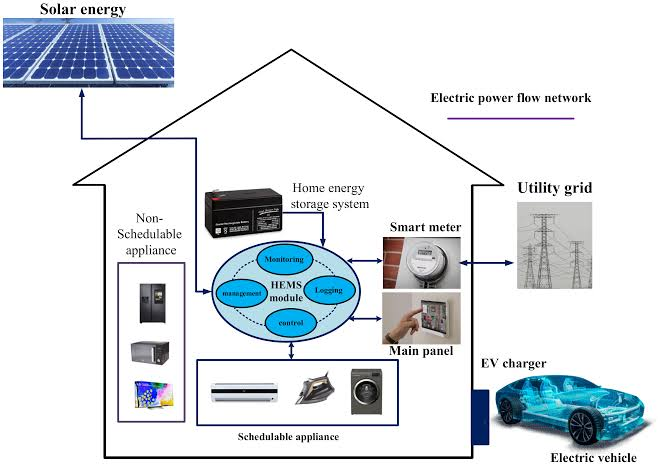 Solar energy
Electric power flow network
Home energy
storage system
Utility grid
Non-
Schedulable
appliance
Smart meter
Monitoring
HEMS
module
management
Logging
control
Main panel
EV charger
Schedulable appliance
Electric vehicle